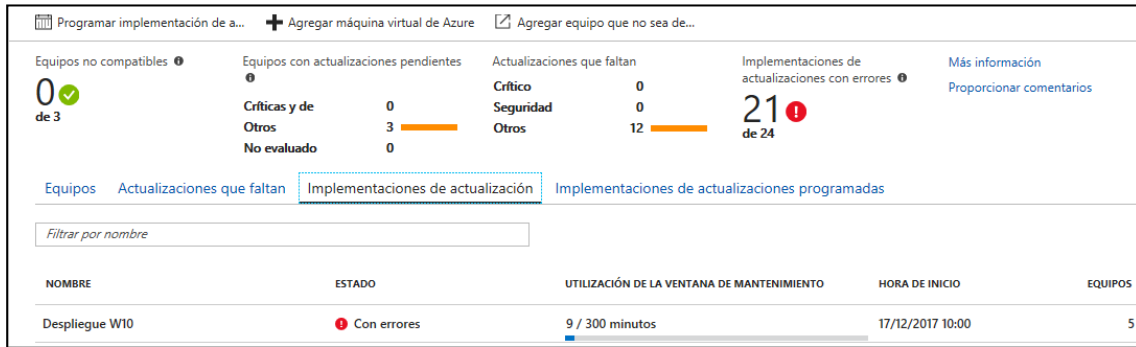 Programar implementación de a... Agregar máquina virtual de Azure Agregar equipo que no sea de...
Equipos no compatibles
0
de 3
Equipos con actualizaciones pendientes
Críticas y de 0
Otros 3
No evaluado 0
Actualizaciones que faltan
Crítico 0
Seguridad 0
Otros 12
Implementaciones de
actualizaciones con errores
21
de 24
Más información
Proporcionar comentarios
Equipos Actualizaciones que faltan Implementaciones de actualización Implementaciones de actualizaciones programadas
Filtrar por nombre
NOMBRE ESTADO UTILIZACIÓN DE LA VENTANA DE MANTENIMIENTO HORA DE INICIO EQUIPOS
Despliegue W10 Con errores 9 / 300 minutos 17/12/2017 10:00 5